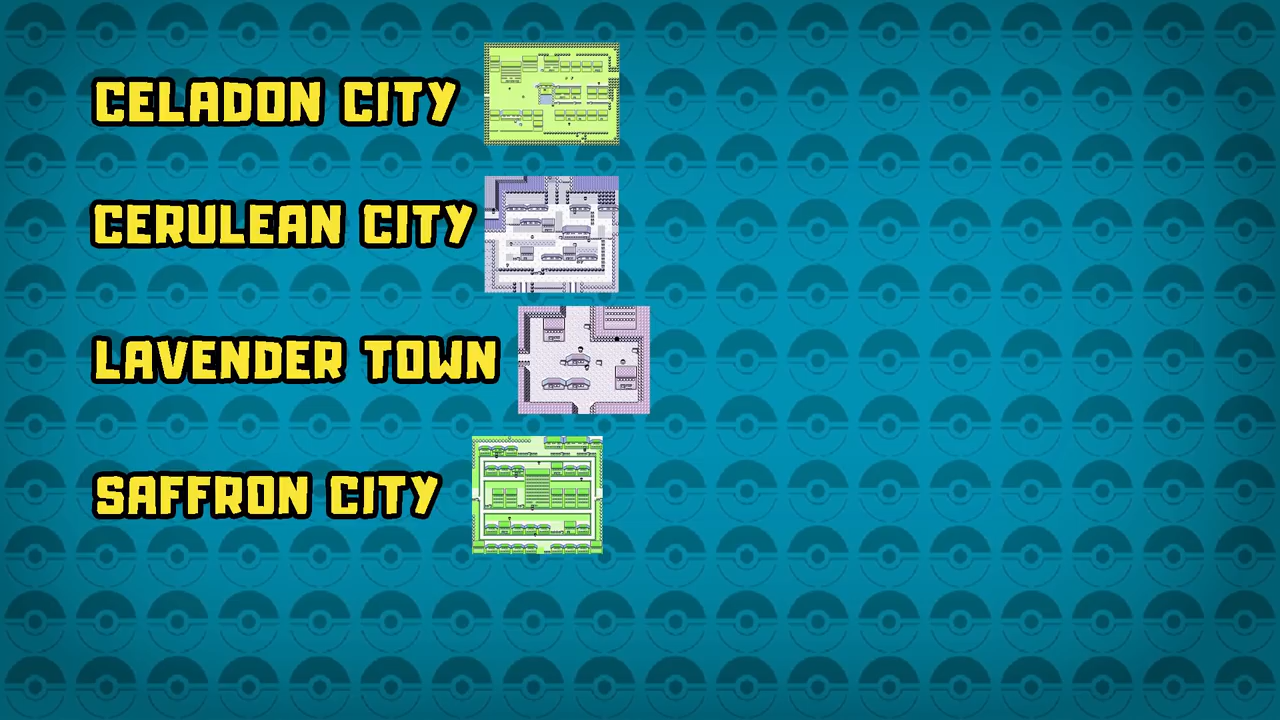 CELADON CITY
CERULEAN CITY
LAVENDER TOWN
SAFFRON CITY